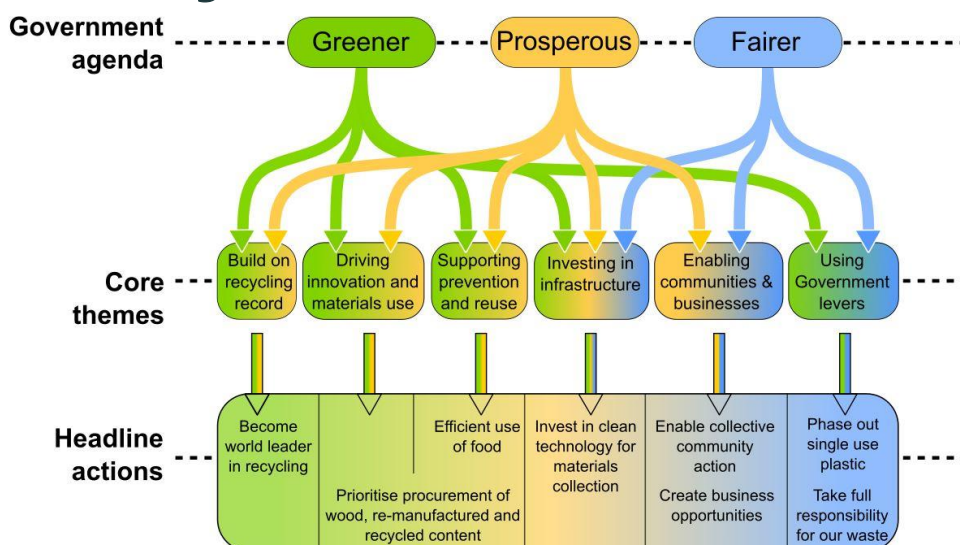 Government
agenda
Greener
Prosperous
Fairer
Core
themes
Build on
recycling
record
Driving
innovation and
materials use
Supporting
prevention
and reuse
Investing in
infrastructure
Enabling
communities &
businesses
Using
Government
levers
Headline
actions
Become
world leader
in recycling
Efficient use
of food
Prioritise procurement of
wood, re-manufactured and
recycled content
Invest in clean
technology for
materials
collection
Enable collective
community
action
Create business
opportunities
Phase out
single use
plastic
Take full
responsibility
for our waste